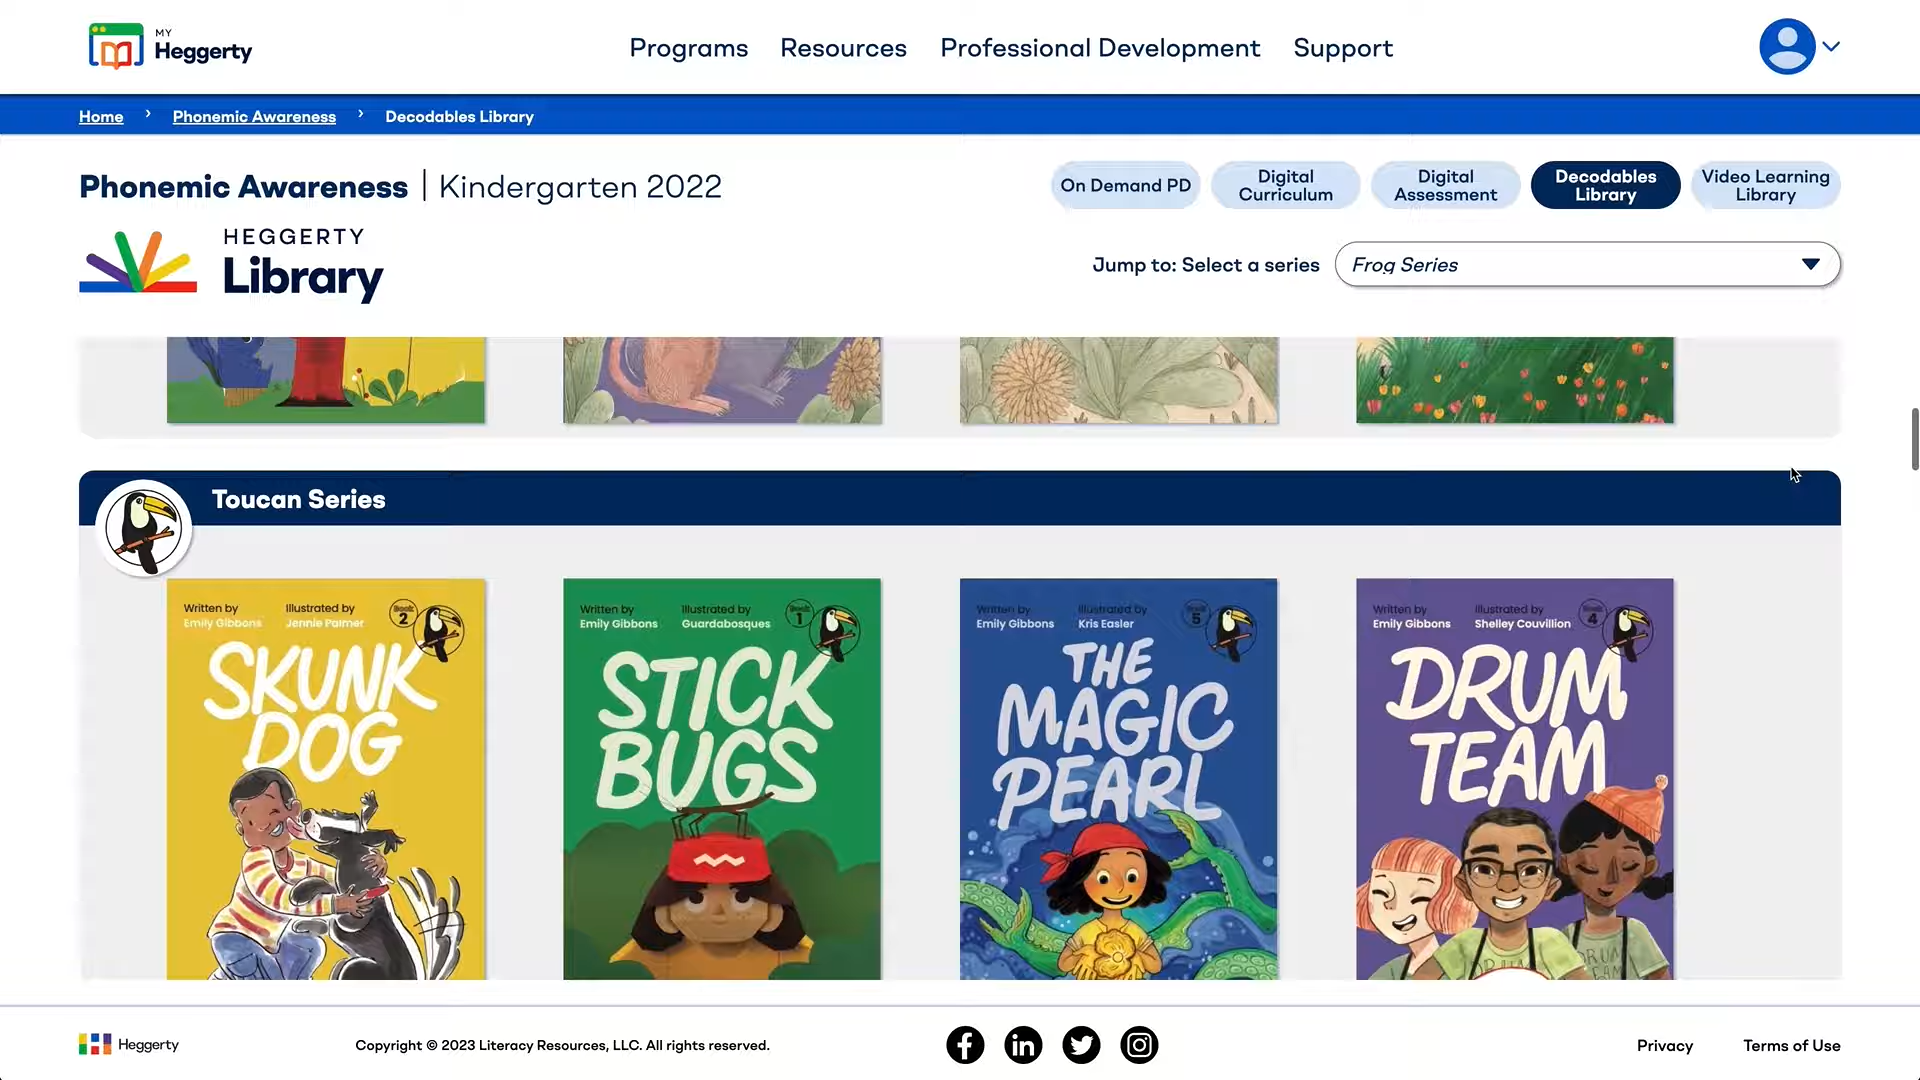 MY
Heggerty
Programs Resources Professional Development Support
Home › Phonemic Awareness › Decodables Library
Phonemic Awareness | Kindergarten 2022
On Demand PD
Digital
Curriculum
Digital
Assessment
Decodables
Library
Video Learning
Library
HEGGERTY
Library
Jump to: Select a series
Frog Series
Toucan Series
Written by
Emily Gibbons
Illustrated by
Jennie Palmer
Book
2
SKUNK
DOG
Written by
Emily Gibbons
Illustrated by
Guardabosques
Book
1
STICK
BUGS
Written by
Emily Gibbons
Illustrated by
Kris Easler
Book
5
THE
MAGIC
PEARL
Written by
Emily Gibbons
Illustrated by
Shelley Couvillion
Book
4
DRUM
TEAM
Heggerty
Copyright © 2023 Literacy Resources, LLC. All rights reserved.
Privacy
Terms of Use